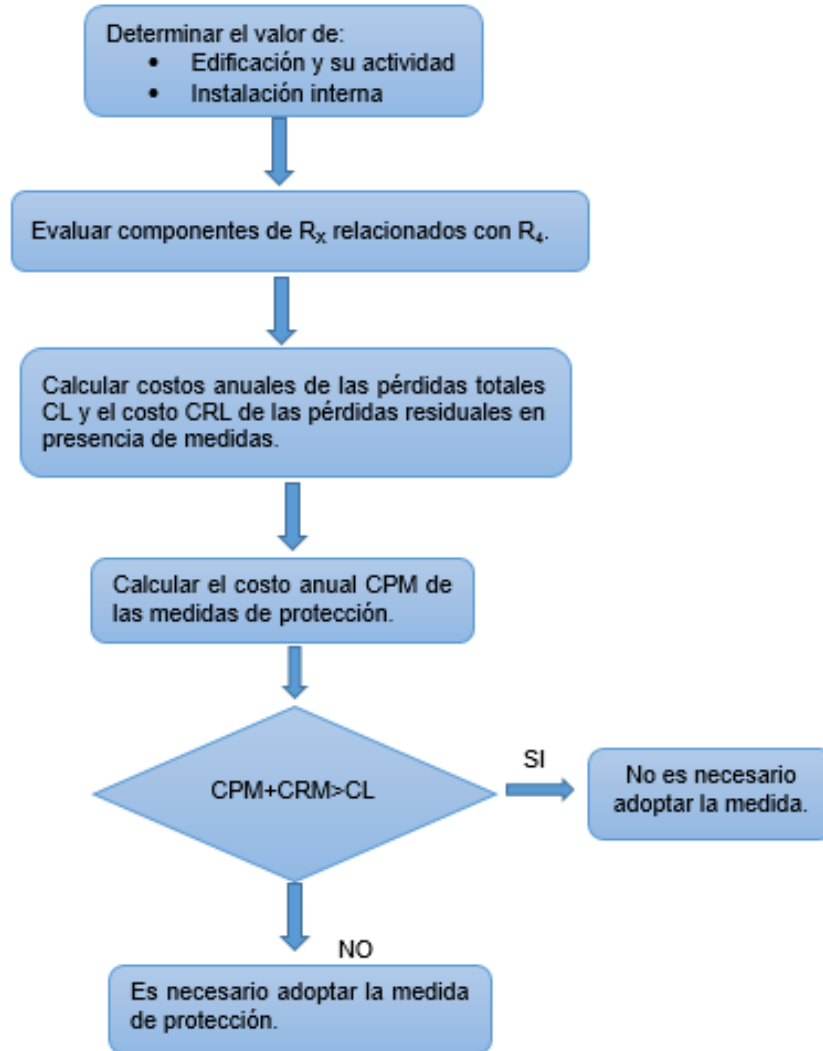 Determinar el valor de:
• Edificación y su actividad
• Instalación interna
Evaluar componentes de Rₓ relacionados con R₄.
Calcular costos anuales de las pérdidas totales
CL y el costo CRL de las pérdidas residuales en
presencia de medidas.
Calcular el costo anual CPM de
las medidas de protección.
CPM+CRM>CL
SI
No es necesario
adoptar la medida.
NO
Es necesario adoptar la medida
de protección.